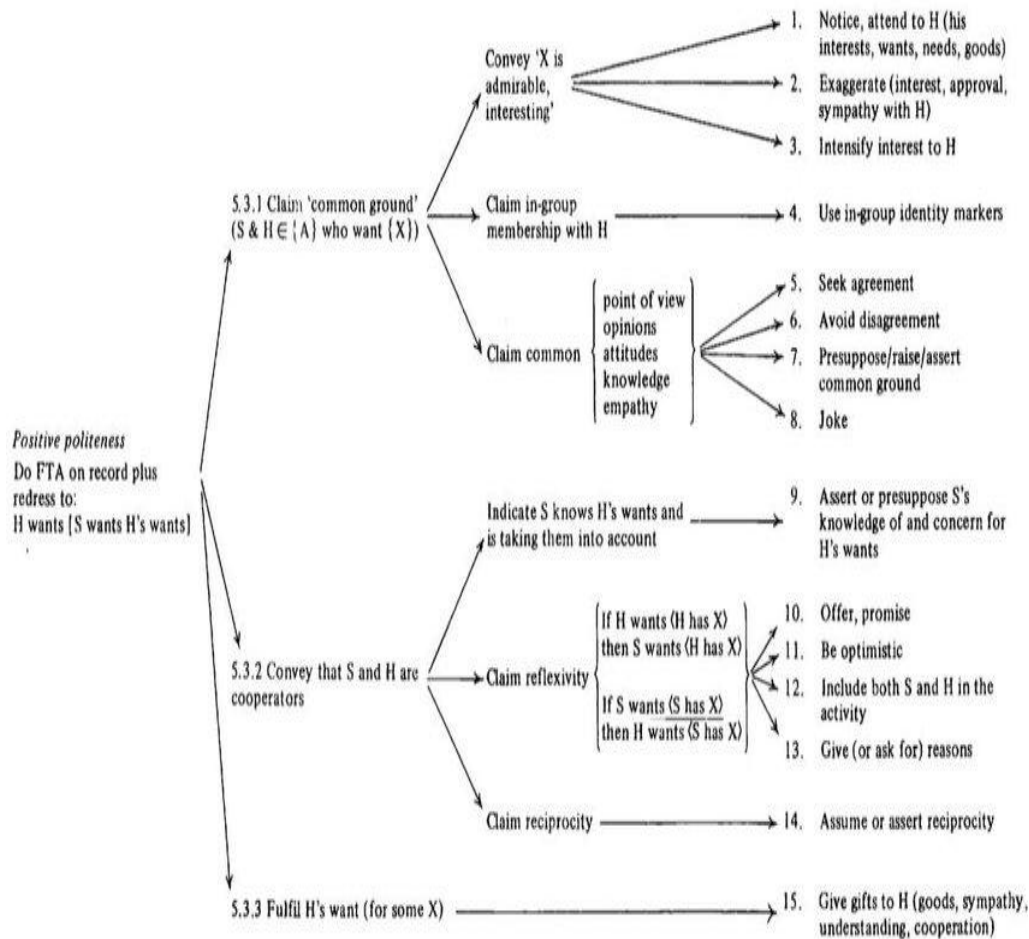 1. Notice, attend to H (his
interests, wants, needs, goods)
Convey ‘X is
admirable,
interesting’
2. Exaggerate (interest, approval,
sympathy with H)
3. Intensify interest to H
5.3.1 Claim ‘common ground’
(S & H ∈ {A} who want {X})
Claim in-group
membership with H
4. Use in-group identity markers
Claim common
point of view
opinions
attitudes
knowledge
empathy
5. Seek agreement
6. Avoid disagreement
7. Presuppose/raise/assert
common ground
8. Joke
Positive politeness
Do FTA on record plus
redress to:
H wants [S wants H's wants]
Indicate S knows H's wants and
is taking them into account
9. Assert or presuppose S's
knowledge of and concern for
H's wants
5.3.2 Convey that S and H are
cooperators
Claim reflexivity
If H wants ⟨H has X⟩
then S wants ⟨H has X⟩
If S wants ⟨S has X⟩
then H wants ⟨S has X⟩
10. Offer, promise
11. Be optimistic
12. Include both S and H in the
activity
13. Give (or ask for) reasons
Claim reciprocity
14. Assume or assert reciprocity
5.3.3 Fulfil H's want (for some X)
15. Give gifts to H (goods, sympathy,
understanding, cooperation)